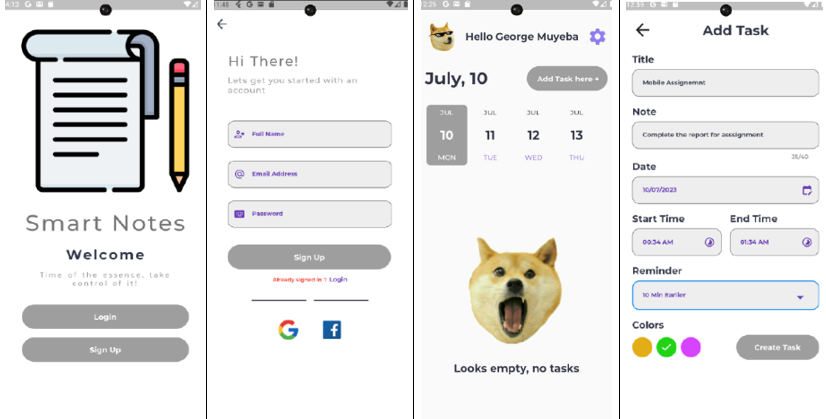 4:13
Smart Notes
Welcome
Time of the essence, take
control of it!
Login
Sign Up
1:48
Hi There!
Lets get you started with an
account
Full Name
Email Address
Password
Sign Up
Already signed in ? Login
2:25
Hello George Muyeba
July, 10
Add Task here +
JUL JUL JUL JUL
10 11 12 13
MON TUE WED THU
Looks empty, no tasks
12:39
Add Task
Title
Mobile Assignemnt
Note
Complete the report for asssignment
Date
10/07/2023
Start Time End Time
00:34 AM 01:34 AM
Reminder
10 Min Earlier
Colors
Create Task